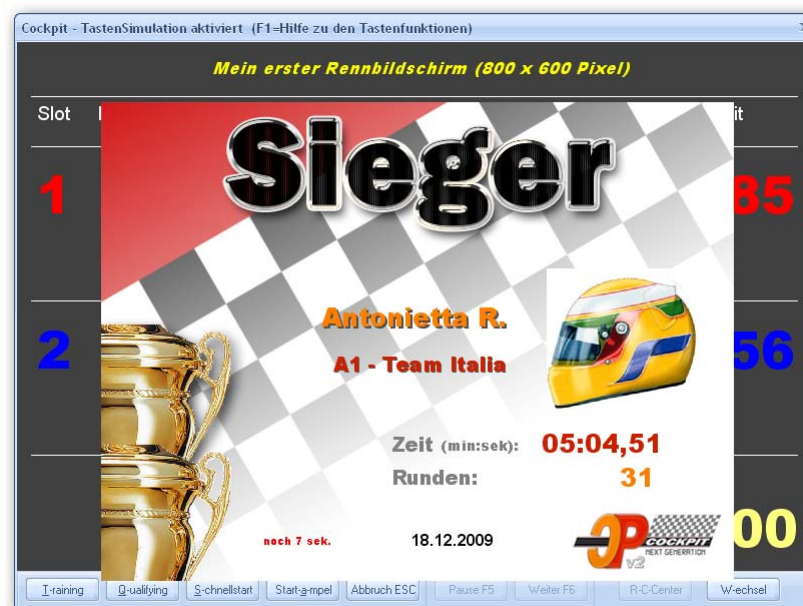 Cockpit - TastenSimulation aktiviert (F1=Hilfe zu den Tastenfunktionen)
Mein erster Rennbildschirm (800 x 600 Pixel)
Slot
it
Sieger
1
85
Antonietta R.
2
A1 - Team Italia
56
Zeit (min:sek): 05:04,51
Runden: 31
noch 7 sek.
18.12.2009
CP COCKPIT
NEXT GENERATION
v2
00
T-raining Q-ualifying S-chnellstart Start-a-mpel Abbruch ESC Pause F5 Weiter F6 R-C-Center W-echsel